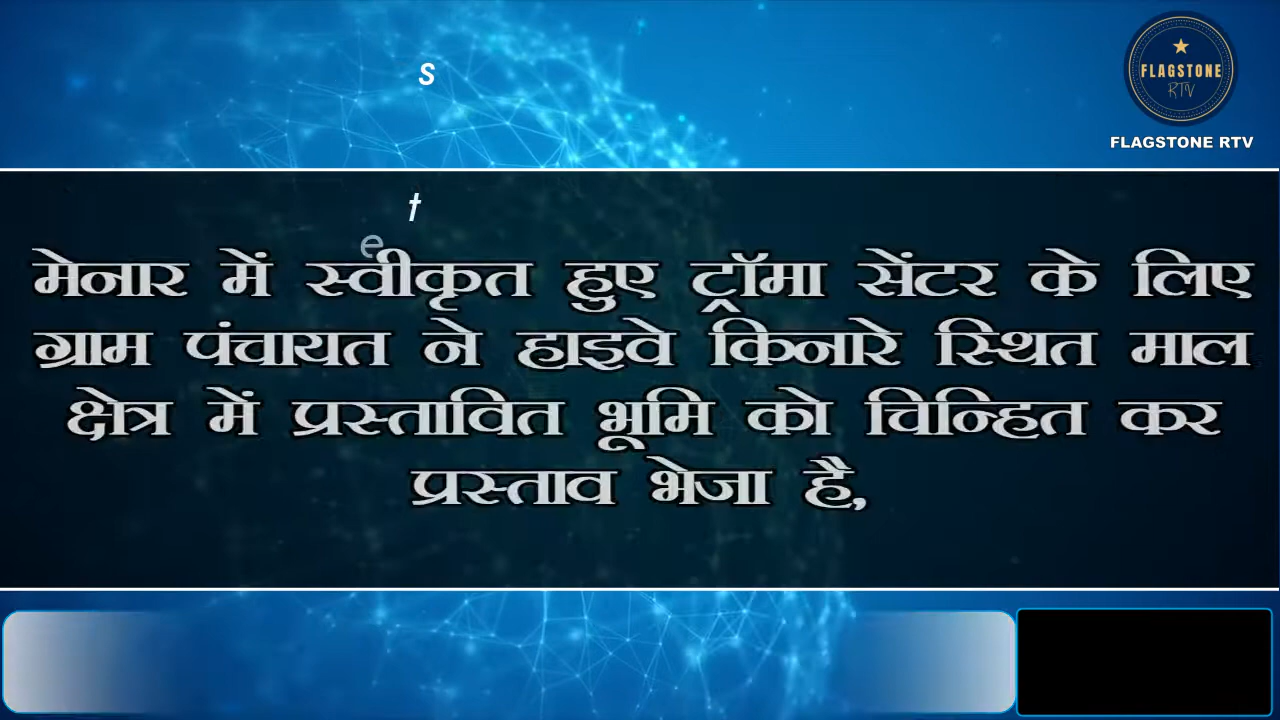 s
FLAGSTONE
RTV
FLAGSTONE RTV
t
e
मेनार में स्वीकृत हुए ट्रॉमा सेंटर के लिए
ग्राम पंचायत ने हाइवे किनारे स्थित माल
क्षेत्र में प्रस्तावित भूमि को चिन्हित कर
प्रस्ताव भेजा है,